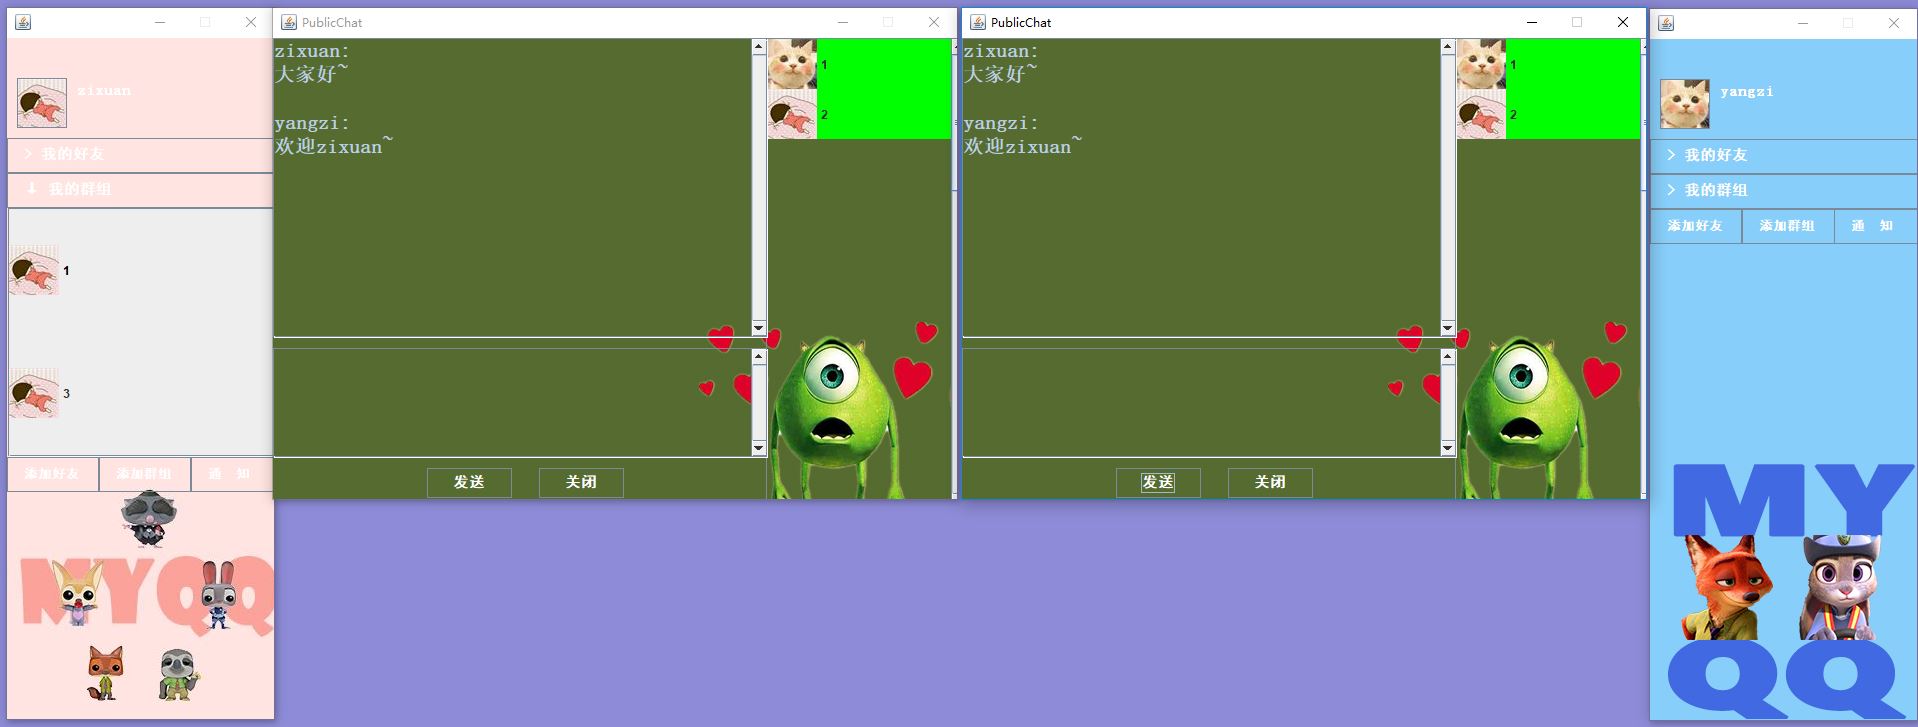 zixuan
> 我的好友
↓ 我的群组
1
3
添加好友
添加群组
通 知
MYQQ
PublicChat
zixuan:
大家好~
yangzi:
欢迎zixuan~
1
2
发送
关闭
PublicChat
zixuan:
大家好~
yangzi:
欢迎zixuan~
1
2
发送
关闭
yangzi
> 我的好友
> 我的群组
添加好友
添加群组
通 知
MY
QQ